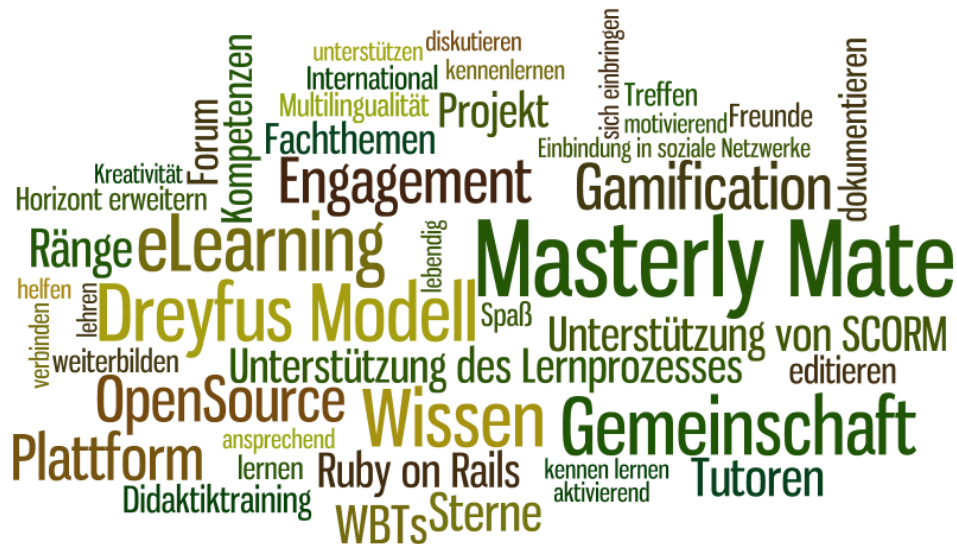 sich einbringen
diskutieren
unterstützen
Kompetenzen
dokumentieren
International
kennenlernen
Treffen
Multilingualität
Projekt
Forum
motivierend
Freunde
Fachthemen
Einbindung in soziale Netzwerke
Kreativität
Engagement
Gamification
Horizont erweitern
Ränge
eLearning
lebendig
Masterly Mate
helfen
lehren
Dreyfus Modell
Spaß
verbinden
Unterstützung von SCORM
weiterbilden
Unterstützung des Lernprozesses
editieren
OpenSource
Wissen
Gemeinschaft
ansprechend
Plattform
lernen
Ruby on Rails
kennen lernen
Tutoren
aktivierend
Didaktiktraining
WBTs
Sterne